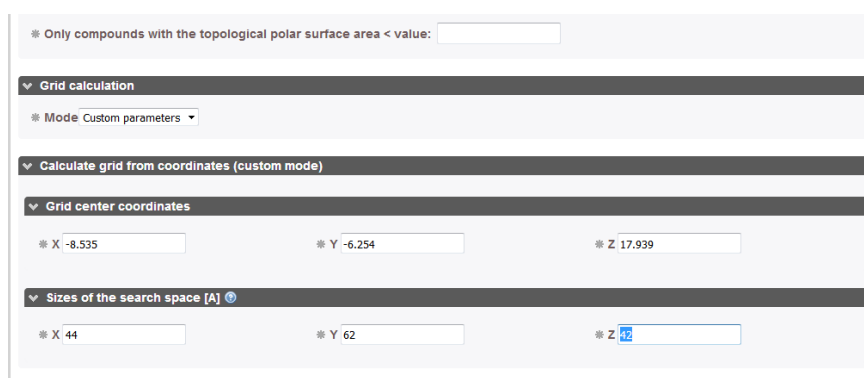 Only compounds with the topological polar surface area < value:
Grid calculation
Mode Custom parameters
Calculate grid from coordinates (custom mode)
Grid center coordinates
X -8.535 Y -6.254 Z 17.939
Sizes of the search space [A] ?
X 44 Y 62 Z 42